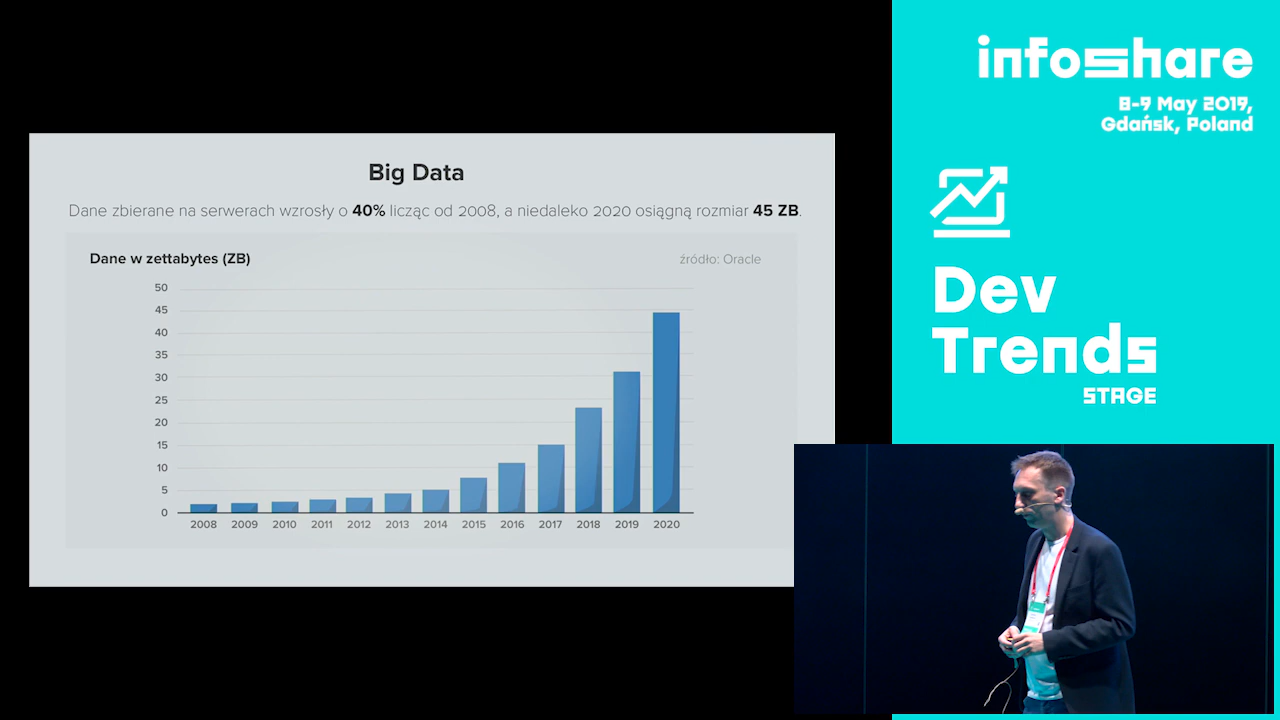 infoshare
8-9 May 2019,
Gdańsk, Poland
Dev
Trends
STAGE
Big Data
Dane zbierane na serwerach wzrosły o 40% licząc od 2008, a niedaleko 2020 osiągną rozmiar 45 ZB.
Dane w zettabytes (ZB)
źródło: Oracle
50
45
40
35
30
25
20
15
10
5
0
2008 2009 2010 2011 2012 2013 2014 2015 2016 2017 2018 2019 2020